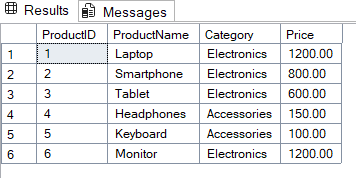 Results Messages
ProductID ProductName Category Price
1 1 Laptop Electronics 1200.00
2 2 Smartphone Electronics 800.00
3 3 Tablet Electronics 600.00
4 4 Headphones Accessories 150.00
5 5 Keyboard Accessories 100.00
6 6 Monitor Electronics 1200.00